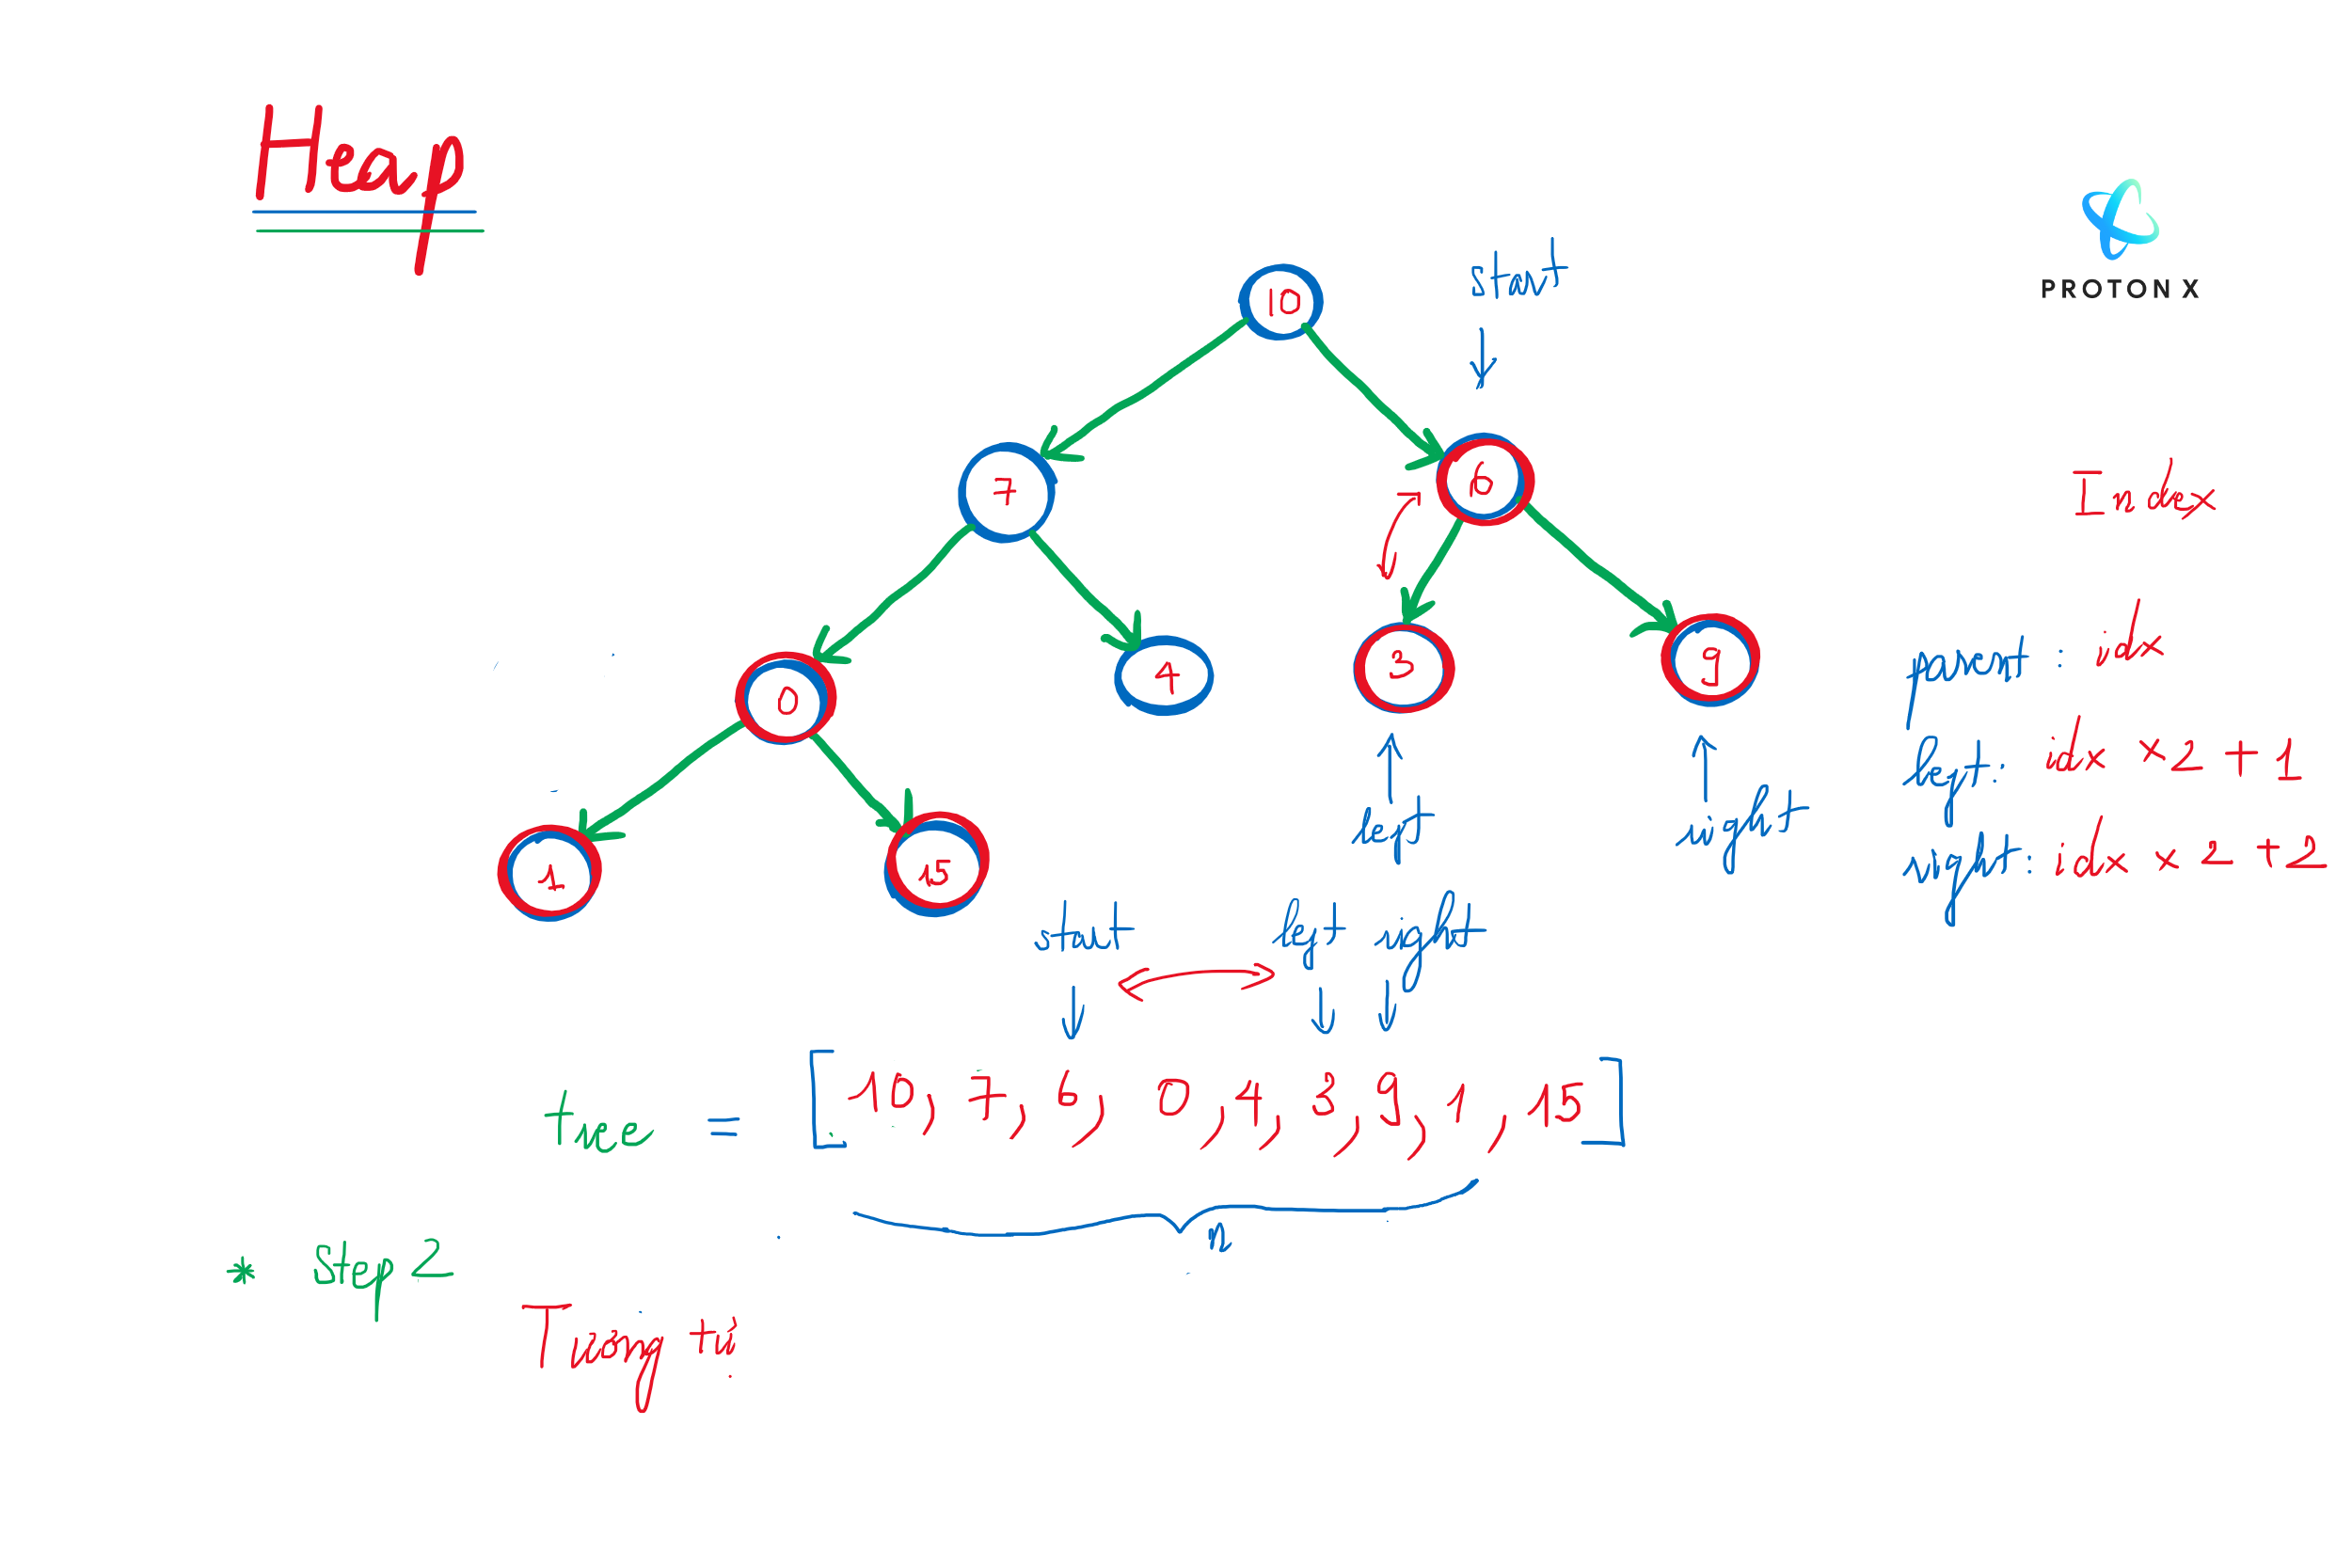 Heap
PROTON X
start
10
7
6
Index
0
4
3
9
parent : idx
left : idx × 2 + 1
right : idx × 2 + 2
left
right
1
15
start
left
right
tree = [10, 7, 6, 0, 4, 3, 9, 1, 15]
n
* Step 2
Tương tự